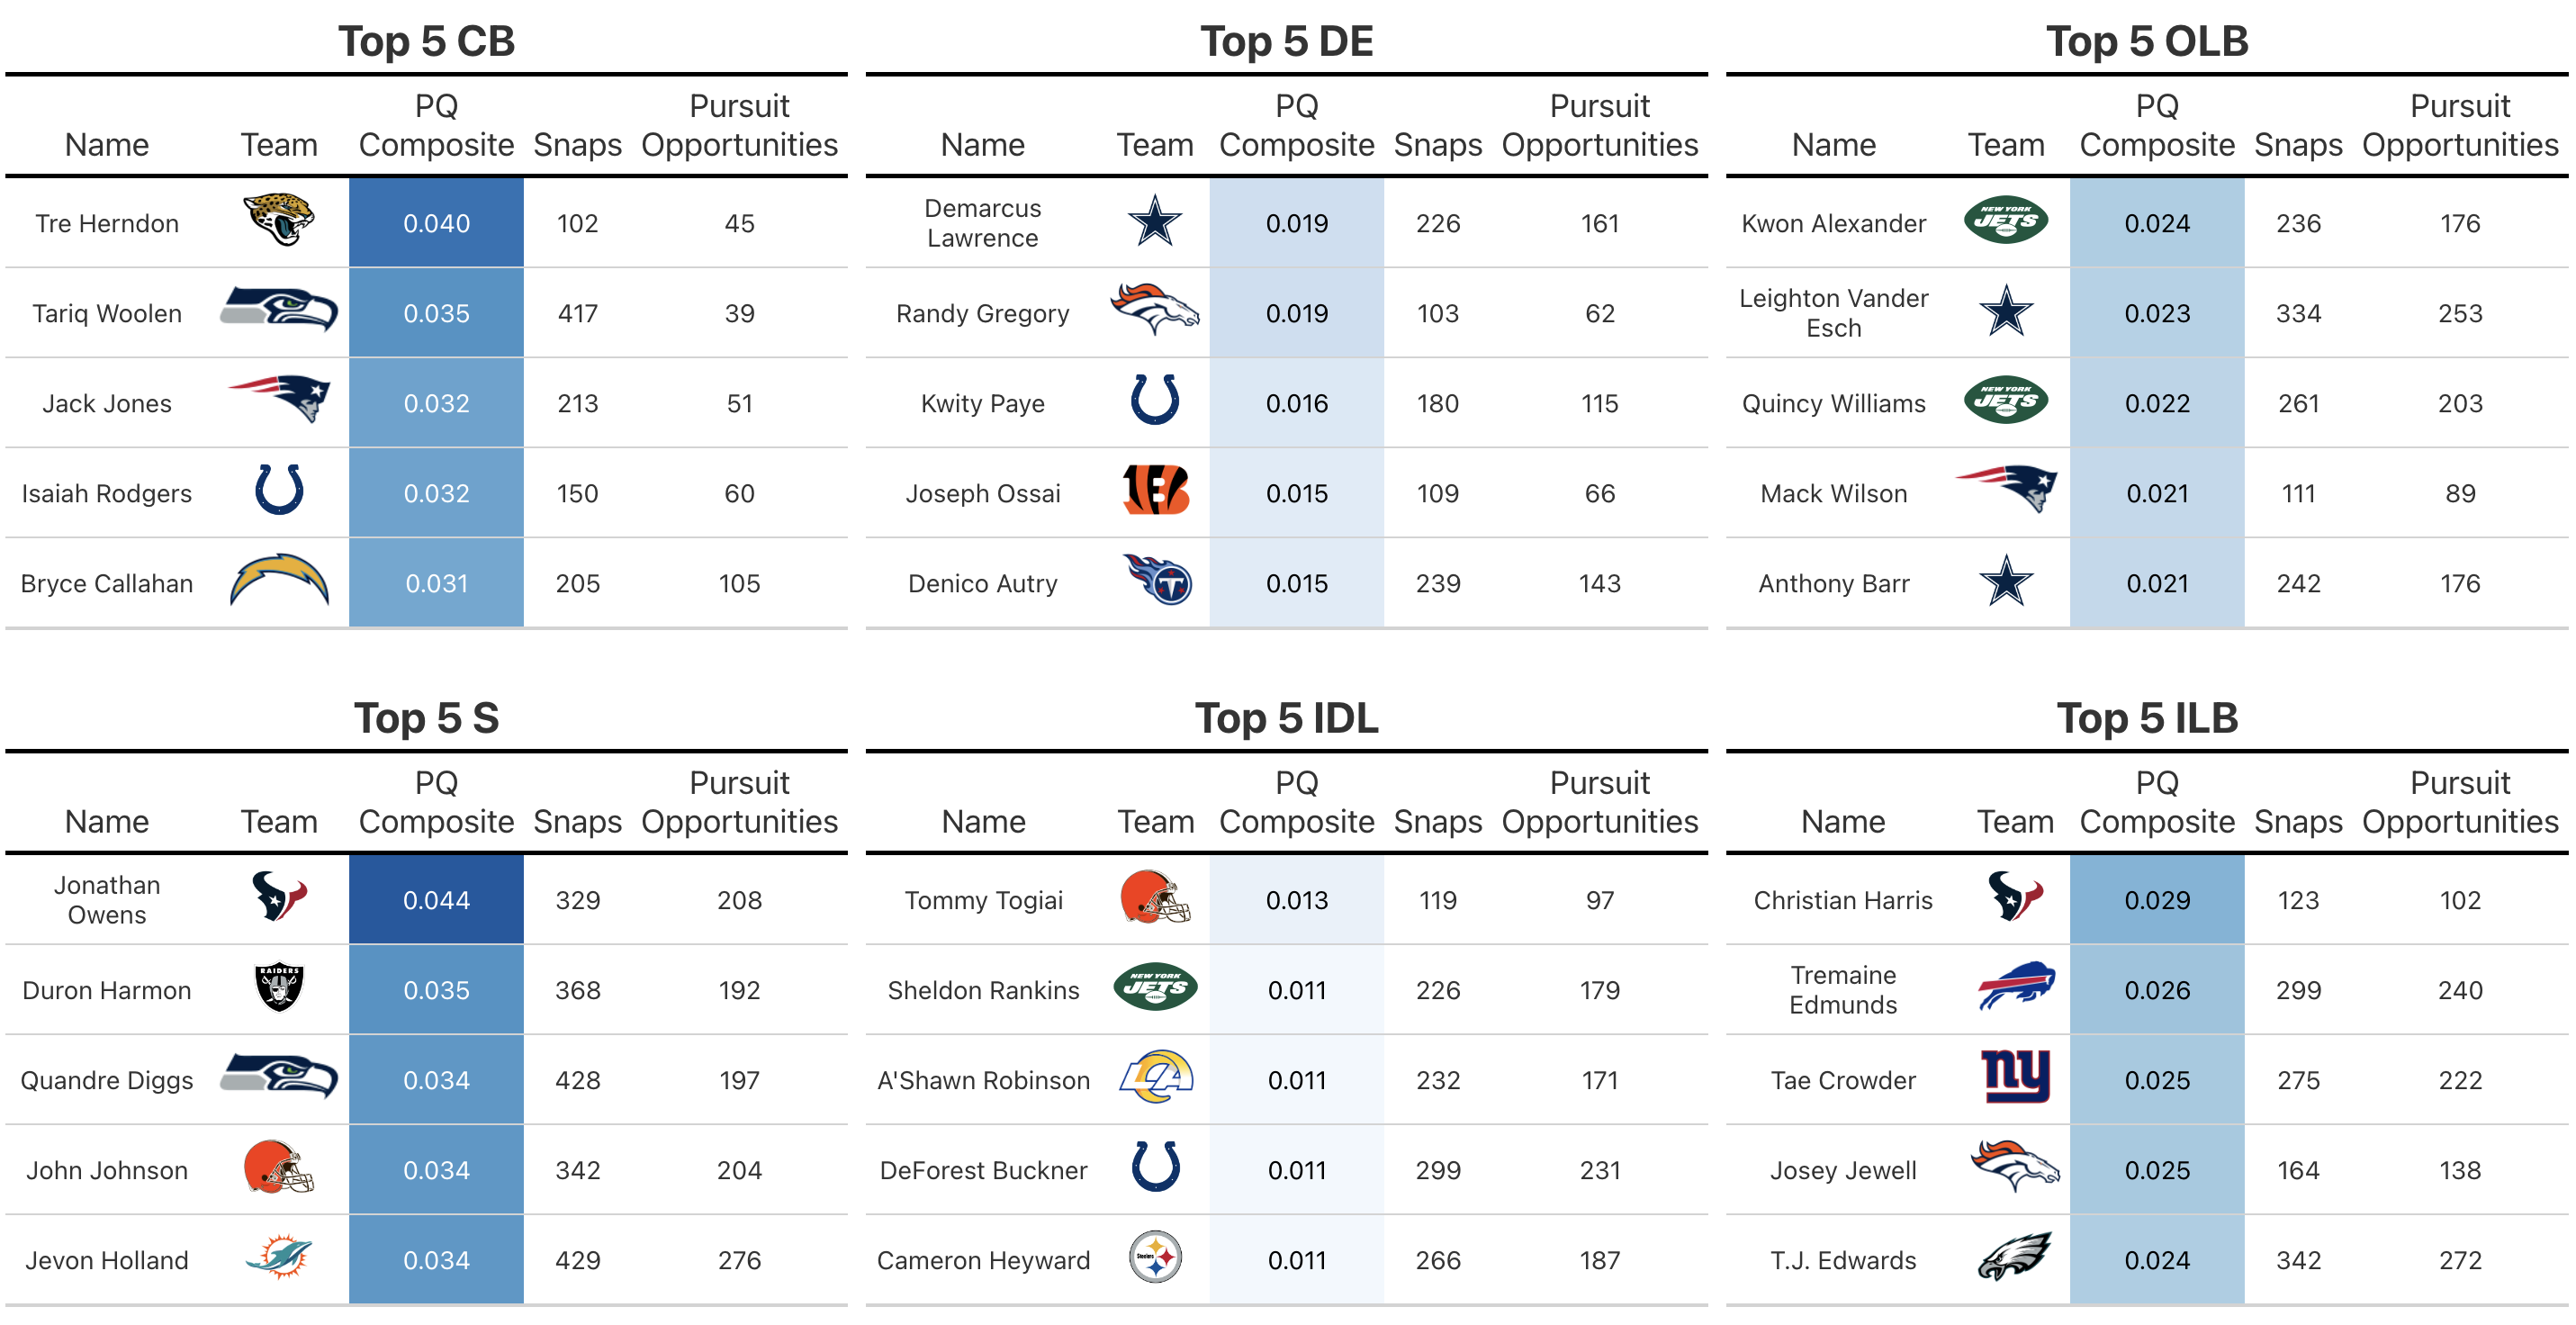 Top 5 CB
Name Team PQ Composite Snaps Pursuit Opportunities
Tre Herndon 0.040 102 45
Tariq Woolen 0.035 417 39
Jack Jones 0.032 213 51
Isaiah Rodgers 0.032 150 60
Bryce Callahan 0.031 205 105
Top 5 DE
Name Team PQ Composite Snaps Pursuit Opportunities
Demarcus Lawrence 0.019 226 161
Randy Gregory 0.019 103 62
Kwity Paye 0.016 180 115
Joseph Ossai 0.015 109 66
Denico Autry T 0.015 239 143
Top 5 OLB
Name Team PQ Composite Snaps Pursuit Opportunities
Kwon Alexander NEW YORK JETS 0.024 236 176
Leighton Vander Esch 0.023 334 253
Quincy Williams NEW YORK JETS 0.022 261 203
Mack Wilson 0.021 111 89
Anthony Barr 0.021 242 176
Top 5 S
Name Team PQ Composite Snaps Pursuit Opportunities
Jonathan Owens 0.044 329 208
Duron Harmon RAIDERS 0.035 368 192
Quandre Diggs 0.034 428 197
John Johnson 0.034 342 204
Jevon Holland 0.034 429 276
Top 5 IDL
Name Team PQ Composite Snaps Pursuit Opportunities
Tommy Togiai 0.013 119 97
Sheldon Rankins NEW YORK JETS 0.011 226 179
A'Shawn Robinson LA 0.011 232 171
DeForest Buckner 0.011 299 231
Cameron Heyward Steelers 0.011 266 187
Top 5 ILB
Name Team PQ Composite Snaps Pursuit Opportunities
Christian Harris 0.029 123 102
Tremaine Edmunds 0.026 299 240
Tae Crowder ny 0.025 275 222
Josey Jewell 0.025 164 138
T.J. Edwards 0.024 342 272